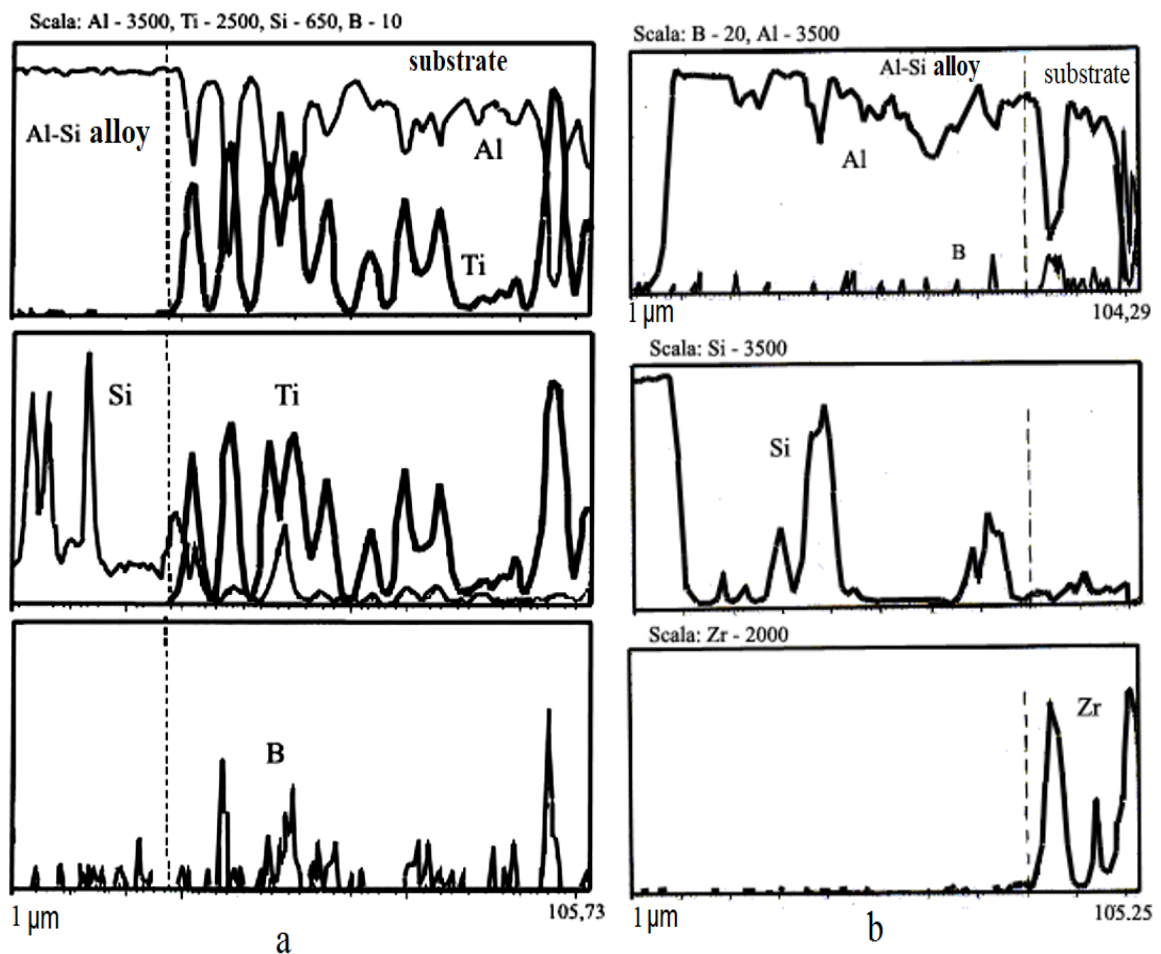 Scala: Al - 3500, Ti - 2500, Si - 650, B - 10
substrate
Al-Si alloy
Al
Ti
Si
Ti
B
1 µm
105,73
a
Scala: B - 20, Al - 3500
Al-Si alloy
substrate
Al
B
1 µm
104,29
Scala: Si - 3500
Si
Scala: Zr - 2000
Zr
1 µm
105.25
b